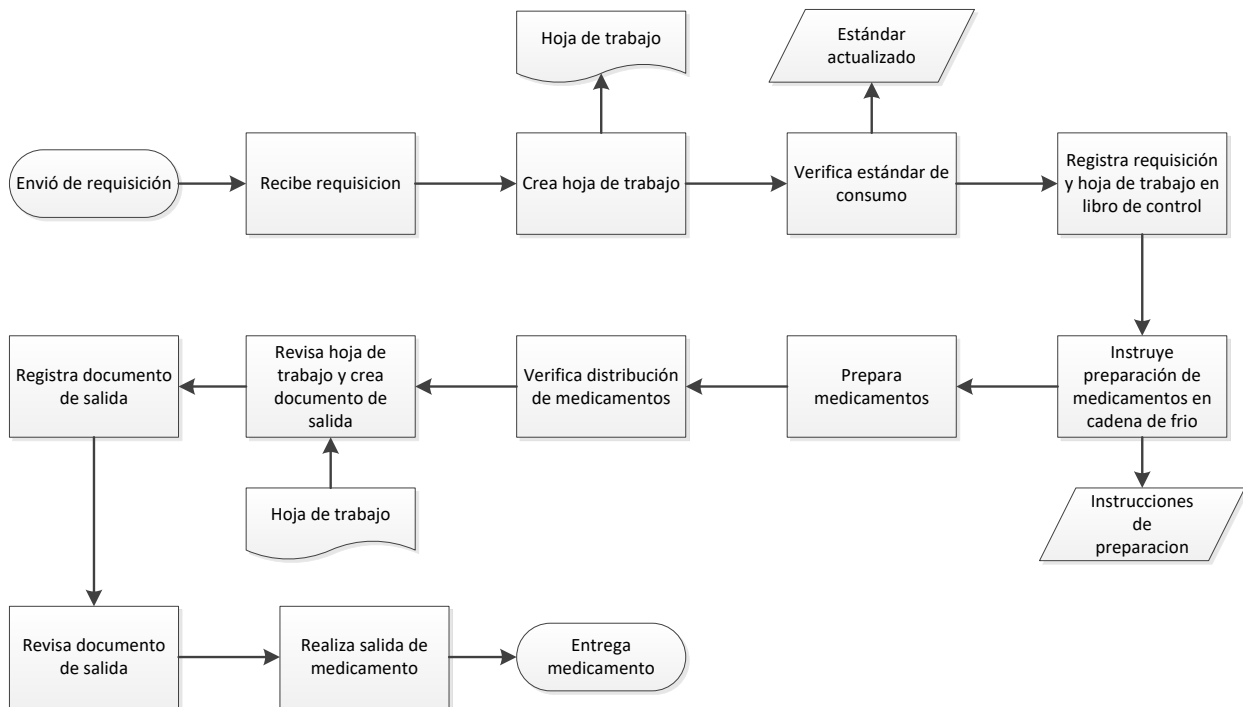 Hoja de trabajo
Estándar
actualizado
Envió de requisición
Recibe requisicion
Crea hoja de trabajo
Verifica estándar de
consumo
Registra requisición
y hoja de trabajo en
libro de control
Registra documento
de salida
Revisa hoja de
trabajo y crea
documento de
salida
Verifica distribución
de medicamentos
Prepara
medicamentos
Instruye
preparación de
medicamentos en
cadena de frio
Hoja de trabajo
Instrucciones
de
preparacion
Revisa documento
de salida
Realiza salida de
medicamento
Entrega
medicamento